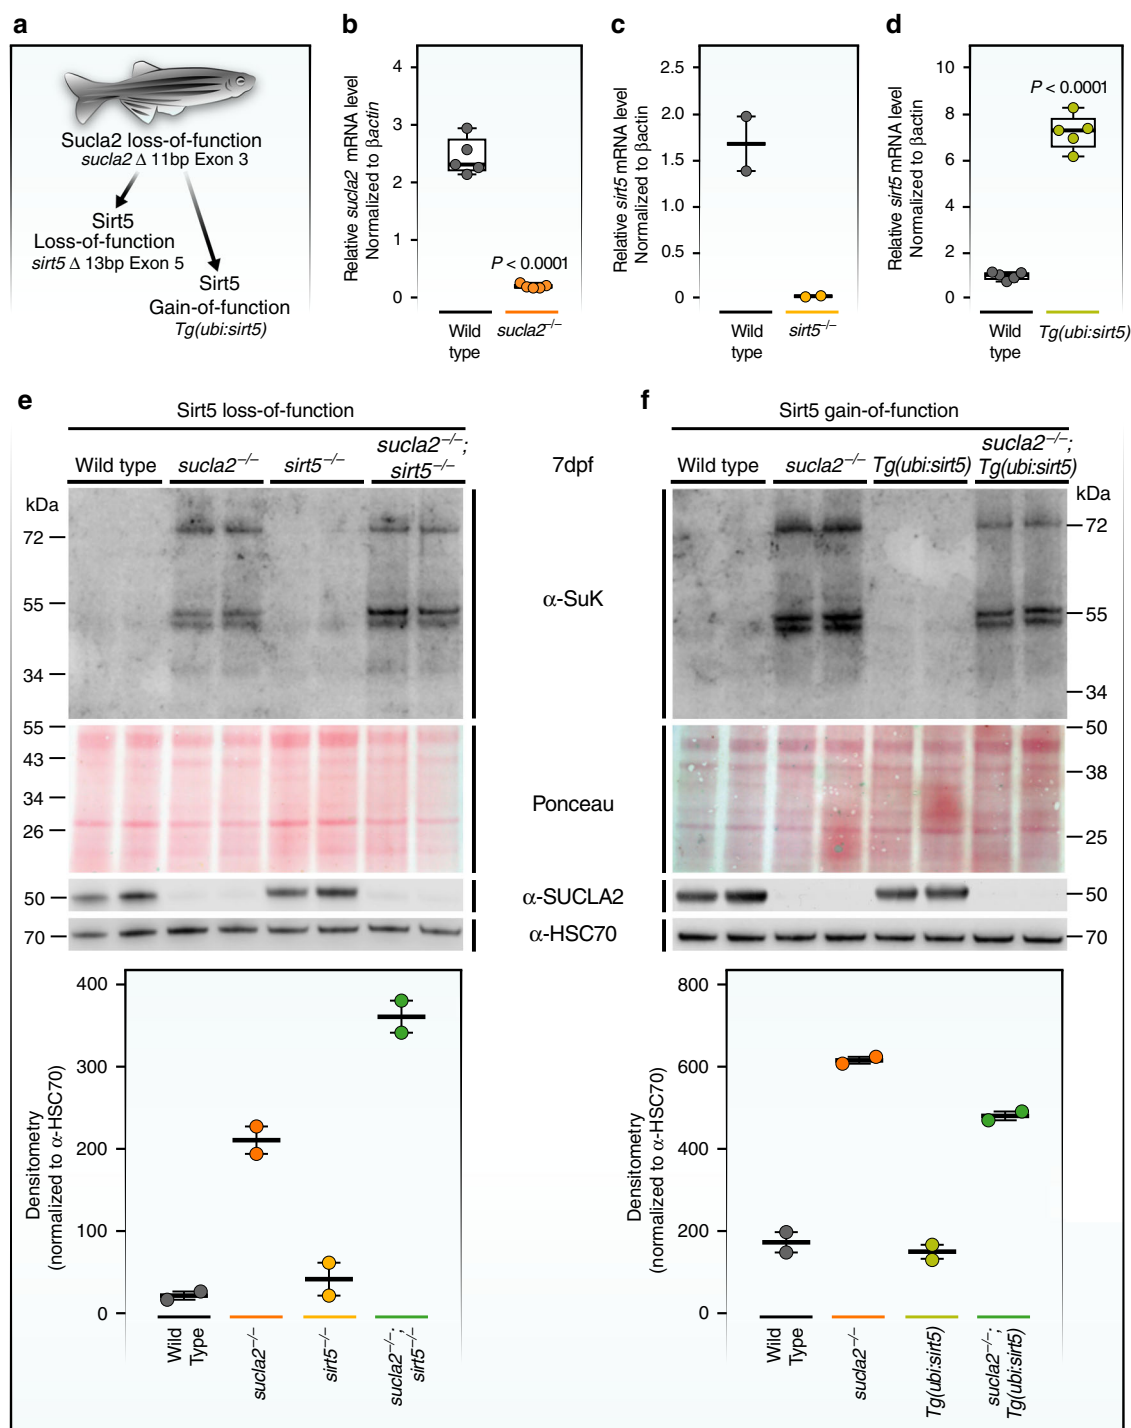 a
Sucla2 loss-of-function
sucla2 Δ 11bp Exon 3
Sirt5
Loss-of-function
sirt5 Δ 13bp Exon 5
Sirt5
Gain-of-function
Tg(ubi:sirt5)
b
Relative sucla2 mRNA level
Normalized to βactin
4
3
2
1
0
P < 0.0001
Wild type
sucla2–/–
c
Relative sirt5 mRNA level
Normalized to βactin
2.5
2.0
1.5
1.0
0.5
0
Wild type
sirt5–/–
d
Relative sirt5 mRNA level
Normalized to βactin
10
8
6
4
2
0
P < 0.0001
Wild type
Tg(ubi:sirt5)
e
Sirt5 loss-of-function
Wild type
sucla2–/–
sirt5–/–
sucla2–/–;
sirt5–/–
7dpf
kDa
72
55
34
α-SuK
55
43
34
26
Ponceau
50
α-SUCLA2
70
α-HSC70
Densitometry
(normalized to α-HSC70)
400
300
200
100
0
Wild
Type
sucla2–/–
sirt5–/–
sucla2–/–;
sirt5–/–
f
Sirt5 gain-of-function
Wild type
sucla2–/–
Tg(ubi:sirt5)
sucla2–/–;
Tg(ubi:sirt5)
kDa
72
55
34
50
38
25
50
70
Densitometry
(normalized to α-HSC70)
800
600
400
200
0
Wild
Type
sucla2–/–
Tg(ubi:sirt5)
sucla2–/–;
Tg(ubi:sirt5)